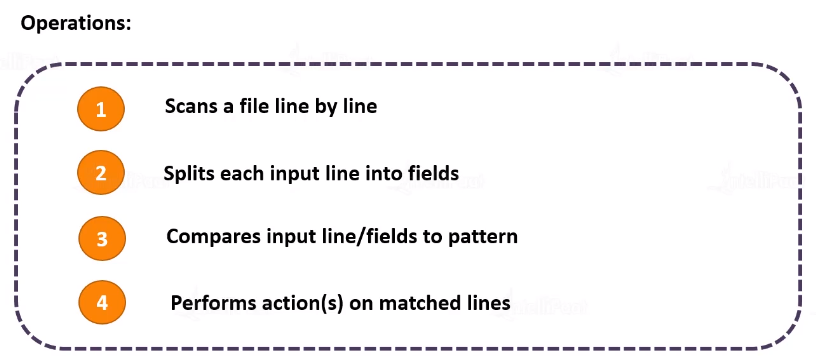 Operations:
1 Scans a file line by line
2 Splits each input line into fields
3 Compares input line/fields to pattern
4 Performs action(s) on matched lines